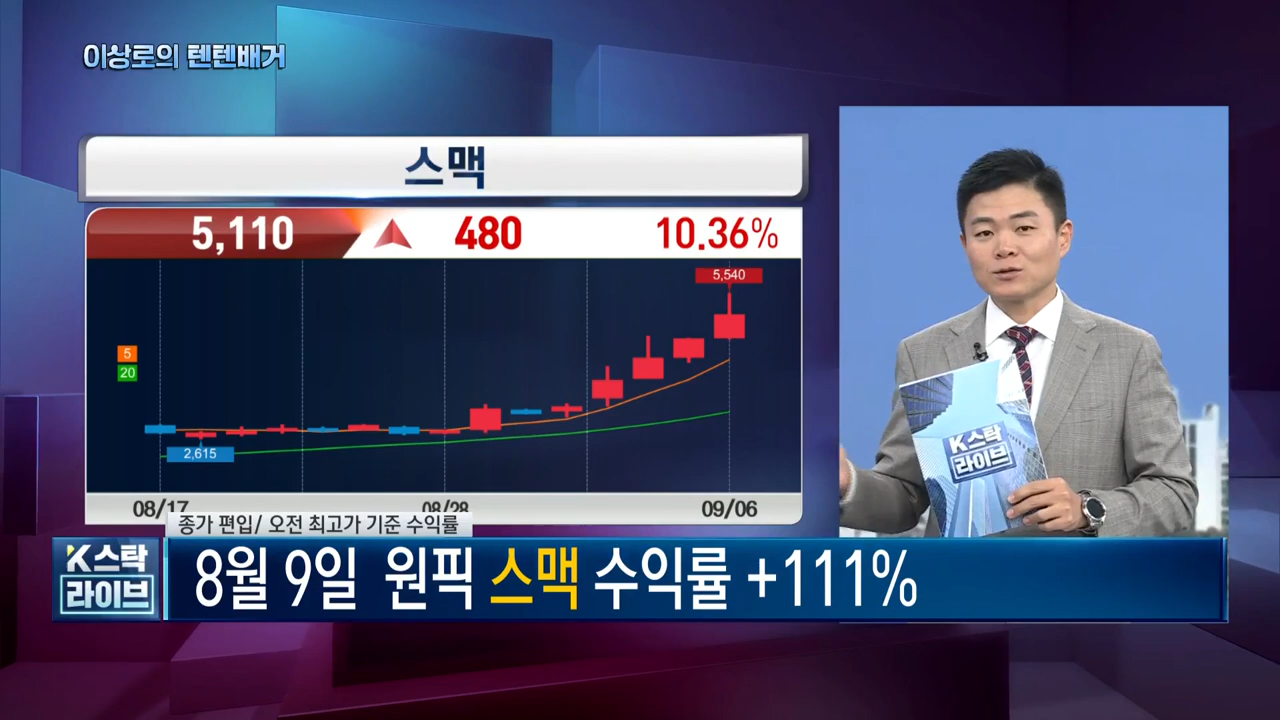 이상로의 텐텐배거
스맥
5,110 ▲ 480 10.36%
5,540
5
20
2,615
08/17 08/28 09/06
종가 편입/ 오전 최고가 기준 수익률
K스탁
라이브
8월 9일 원픽 스맥 수익률 +111%
K스탁
라이브